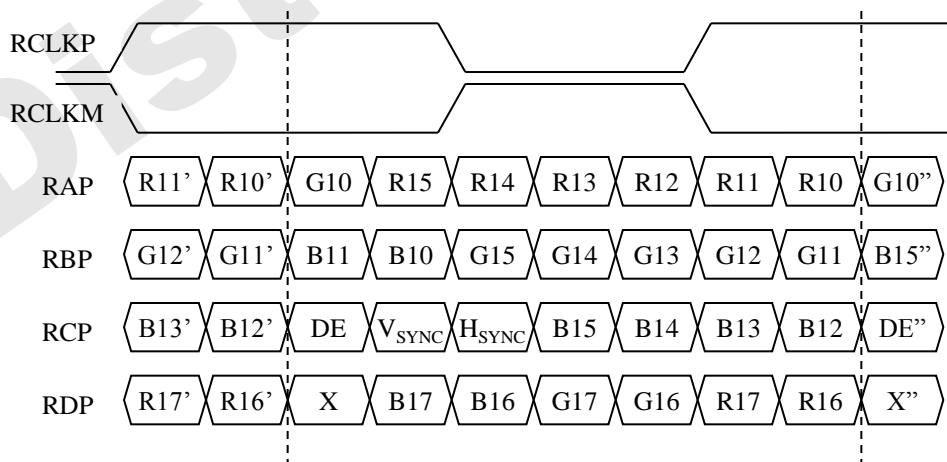 RCLKP
RCLKM
RAP R11’ R10’ G10 R15 R14 R13 R12 R11 R10 G10”
RBP G12’ G11’ B11 B10 G15 G14 G13 G12 G11 B15”
RCP B13’ B12’ DE VSYNC HSYNC B15 B14 B13 B12 DE”
RDP R17’ R16’ X B17 B16 G17 G16 R17 R16 X”
Dist